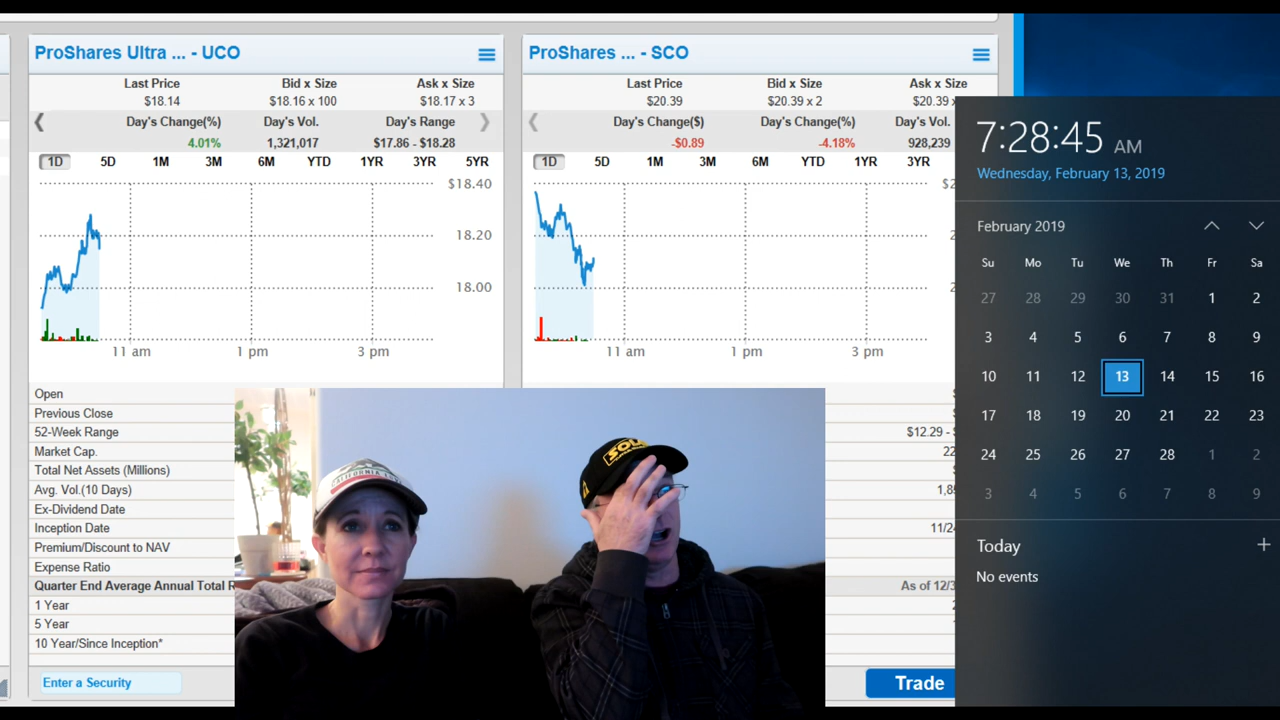 ProShares Ultra ... - UCO
Last Price Bid x Size Ask x Size
$18.14 $18.16 x 100 $18.17 x 3
Day's Change(%) Day's Vol. Day's Range
4.01% 1,321,017 $17.86 - $18.28
1D 5D 1M 3M 6M YTD 1YR 3YR 5YR
$18.40
18.20
18.00
11 am 1 pm 3 pm
Open
Previous Close
52-Week Range
Market Cap.
Total Net Assets (Millions)
Avg. Vol.(10 Days)
Ex-Dividend Date
Inception Date
Premium/Discount to NAV
Expense Ratio
Quarter End Average Annual Total R
1 Year
5 Year
10 Year/Since Inception*
Enter a Security
ProShares ... - SCO
Last Price Bid x Size Ask x Size
$20.39 $20.39 x 2 $20.39 x
Day's Change($) Day's Change(%) Day's Vol.
-$0.89 -4.18% 928,239
1D 5D 1M 3M 6M YTD 1YR 3YR
11 am 1 pm 3 pm
$12.29 -
As of 12/3
Trade
CALIFORNIA
7:28:45 AM
Wednesday, February 13, 2019
February 2019
Su Mo Tu We Th Fr Sa
27 28 29 30 31 1 2
3 4 5 6 7 8 9
10 11 12 13 14 15 16
17 18 19 20 21 22 23
24 25 26 27 28 1 2
3 4 5 6 7 8 9
Today
No events